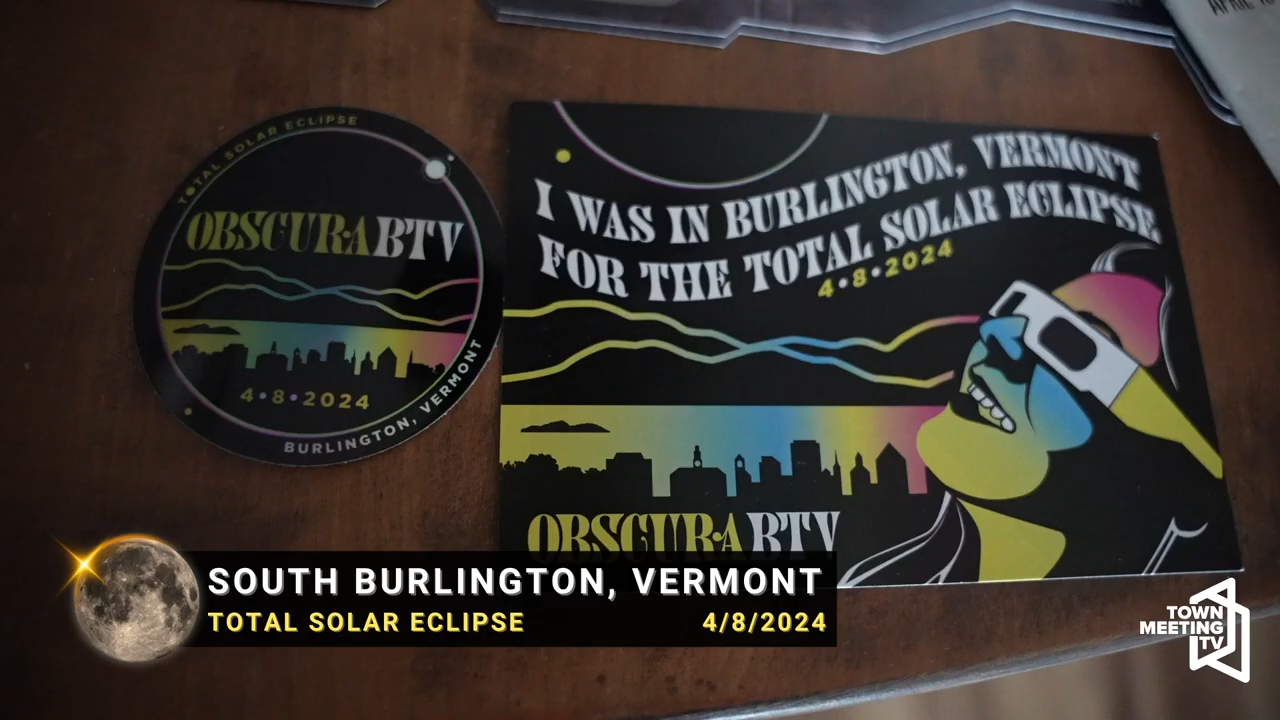 APRIL
TOTAL SOLAR ECLIPSE
OBSCURABTV
4•8•2024
BURLINGTON, VERMONT
I WAS IN BURLINGTON, VERMONT
FOR THE TOTAL SOLAR ECLIPSE
4•8•2024
OBSCURABTV
SOUTH BURLINGTON, VERMONT
TOTAL SOLAR ECLIPSE 4/8/2024
TOWN
MEETING
TV